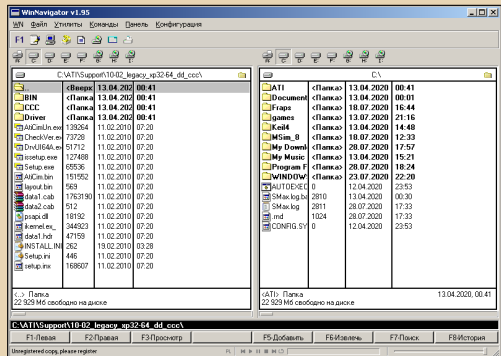 WinNavigator v1.95
WN Файл Утилиты Команды Панель Конфигурация
F1
C:\ATI\Support\10-02_legacy_xp32-64_dd_ccc\
.. <Вверх 13.04.202 00:41
BIN <Папка 13.04.202 00:41
CCC <Папка 13.04.202 00:41
Driver <Папка 13.04.202 00:41
AtiCimUn.exe 139264 11.02.2010 07:20
CheckVer.ex 73728 11.02.2010 07:20
DrvUI64A.ex 51712 11.02.2010 07:20
issetup.exe 127488 11.02.2010 07:20
Setup.exe 65536 11.02.2010 07:20
AtiCim.bin 151552 11.02.2010 07:20
layout.bin 569 11.02.2010 07:20
data1.cab 1763190 11.02.2010 07:20
data2.cab 512 11.02.2010 07:20
psapi.dll 18192 11.02.2010 07:20
ikernel.ex_ 344923 11.02.2010 07:20
data1.hdr 47159 11.02.2010 07:20
INSTALL.INI 262 19.02.2010 03:28
Setup.ini 446 11.02.2010 07:20
setup.inx 168607 11.02.2010 07:20
<..> Папка
22 929 Мб свободно на диске
C:\
ATI <Папка> 13.04.2020 00:41
Document <Папка> 13.04.2020 00:01
Fraps <Папка> 18.07.2020 16:44
games <Папка> 13.07.2020 21:16
Keil4 <Папка> 13.04.2020 14:48
MSim_8 <Папка> 18.07.2020 12:33
My Downl <Папка> 28.07.2020 17:57
My Music <Папка> 13.04.2020 15:21
Program F <Папка> 28.07.2020 18:24
WINDOW <Папка> 23.07.2020 22:20
AUTOEXEC 0 12.04.2020 23:53
SMax.log.ba 2810 13.04.2020 00:30
SMax.log 2811 28.07.2020 17:33
.rnd 1024 28.07.2020 17:33
CONFIG.SY 0 12.04.2020 23:53
<ATI> Папка 13.04.2020, 00:41
22 929 Мб свободно на диске
C:\ATI\Support\10-02_legacy_xp32-64_dd_ccc\
F1-Левая F2-Правая F3-Просмотр F5-Добавить F6-Извлечь F7-Поиск F8-История
Unregistered copy, please register